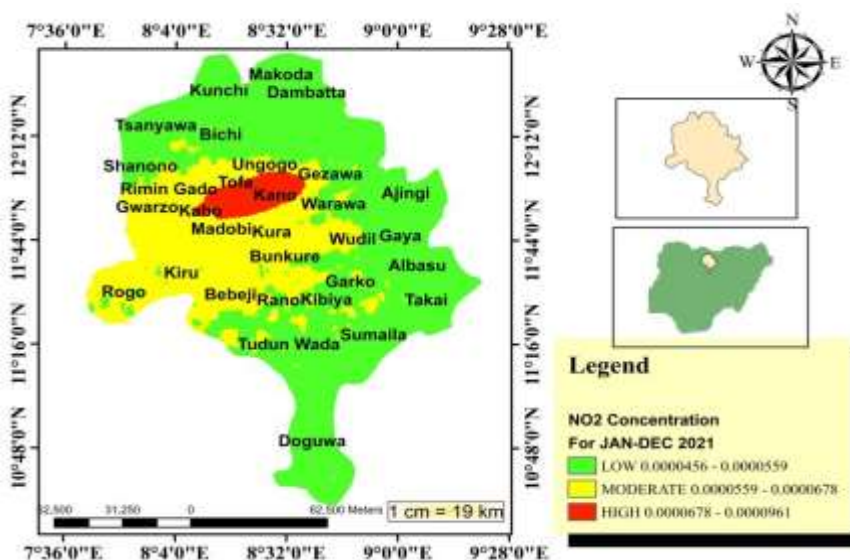 7°36'0"E 8°4'0"E 8°32'0"E 9°0'0"E 9°28'0"E
N
W E
S
Makoda
Kunchi Dambatta
Tsanyawa
Bichi
Shanono Ungogo
Gezawa
Rimin Gado Tofa
Kano Ajingi
Gwarzo Kabo Warawa
Madobi Kura Wudil Gaya
Bunkure
Kiru Albasu
Rogo Garko
Bebeji Rano Kibiya Takai
Sumaila
Tudun Wada
Doguwa
12°12'0"N
11°44'0"N
11°16'0"N
10°48'0"N
12°12'0"N
11°44'0"N
11°16'0"N
10°48'0"N
31,250 0 62,500 Meters
1 cm = 19 km
7°36'0"E 8°4'0"E 8°32'0"E 9°0'0"E 9°28'0"E
Legend
NO2 Concentration
For JAN-DEC 2021
LOW 0.0000456 - 0.0000559
MODERATE 0.0000559 - 0.0000678
HIGH 0.0000678 - 0.0000961